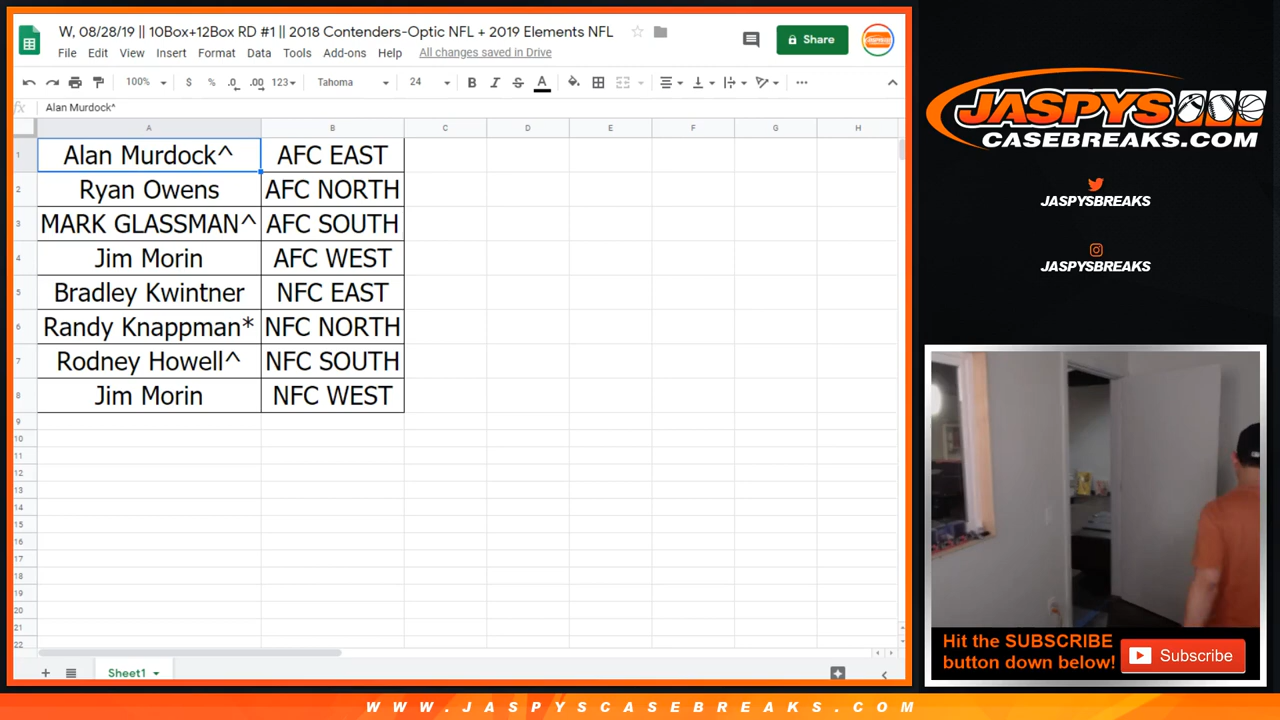 W, 08/28/19 || 10Box+12Box RD #1 || 2018 Contenders-Optic NFL + 2019 Elements NFL
File Edit View Insert Format Data Tools Add-ons Help All changes saved in Drive
Share
100% $ % .0 .00 123 Tahoma 24 B I S A
fx Alan Murdock^
A B C D E F G H
1 Alan Murdock^ AFC EAST
2 Ryan Owens AFC NORTH
3 MARK GLASSMAN^ AFC SOUTH
4 Jim Morin AFC WEST
5 Bradley Kwintner NFC EAST
6 Randy Knappman* NFC NORTH
7 Rodney Howell^ NFC SOUTH
8 Jim Morin NFC WEST
9
10
11
12
13
14
15
16
17
18
19
20
21
22
Sheet1
JASPYS
CASEBREAKS.COM
JASPYSBREAKS
JASPYSBREAKS
Hit the SUBSCRIBE
button down below!
Subscribe
WWW.JASPYSCASEBREAKS.COM